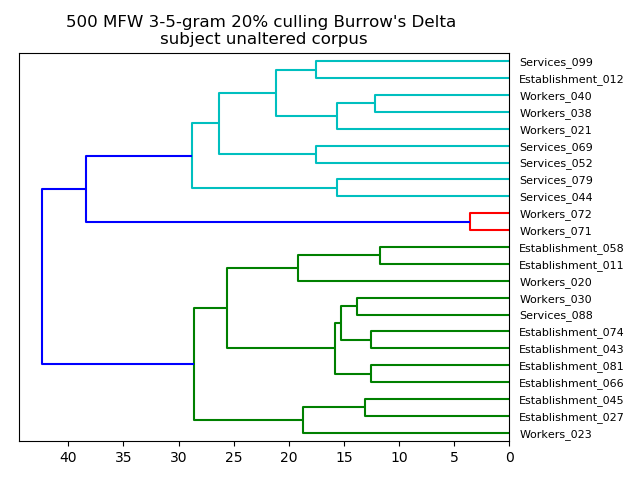 500 MFW 3-5-gram 20% culling Burrow's Delta
subject unaltered corpus
Services_099
Establishment_012
Workers_040
Workers_038
Workers_021
Services_069
Services_052
Services_079
Services_044
Workers_072
Workers_071
Establishment_058
Establishment_011
Workers_020
Workers_030
Services_088
Establishment_074
Establishment_043
Establishment_081
Establishment_066
Establishment_045
Establishment_027
Workers_023
40 35 30 25 20 15 10 5 0